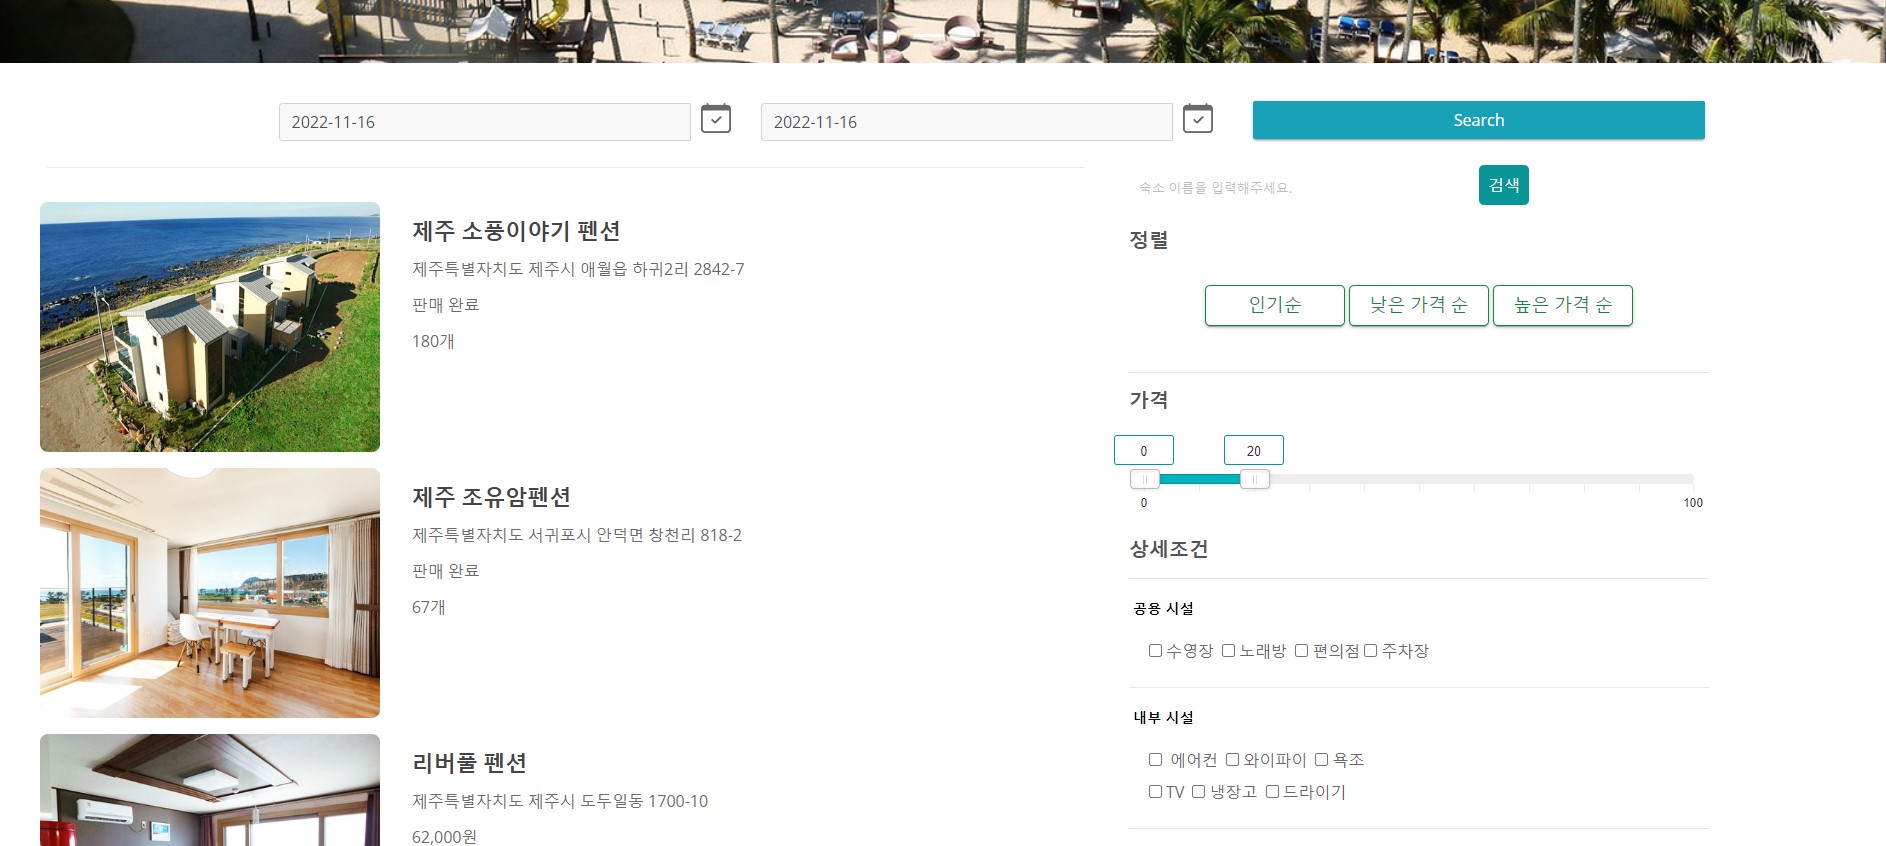 2022-11-16
2022-11-16
Search
숙소 이름을 입력해주세요.
검색
제주 소풍이야기 펜션
제주특별자치도 제주시 애월읍 하귀2리 2842-7
판매 완료
180개
제주 조유암펜션
제주특별자치도 서귀포시 안덕면 창천리 818-2
판매 완료
67개
리버풀 펜션
제주특별자치도 제주시 도두일동 1700-10
62,000원
정렬
인기순
낮은 가격 순
높은 가격 순
가격
0
20
0
100
상세조건
공용 시설
수영장 노래방 편의점 주차장
내부 시설
에어컨 와이파이 욕조
TV 냉장고 드라이기